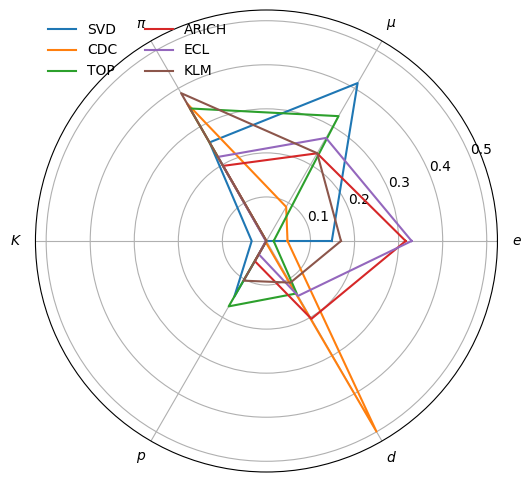 π
μ
SVD ARICH
CDC ECL
TOP KLM
0.5
0.4
0.3
0.2
0.1
K
e
p
d